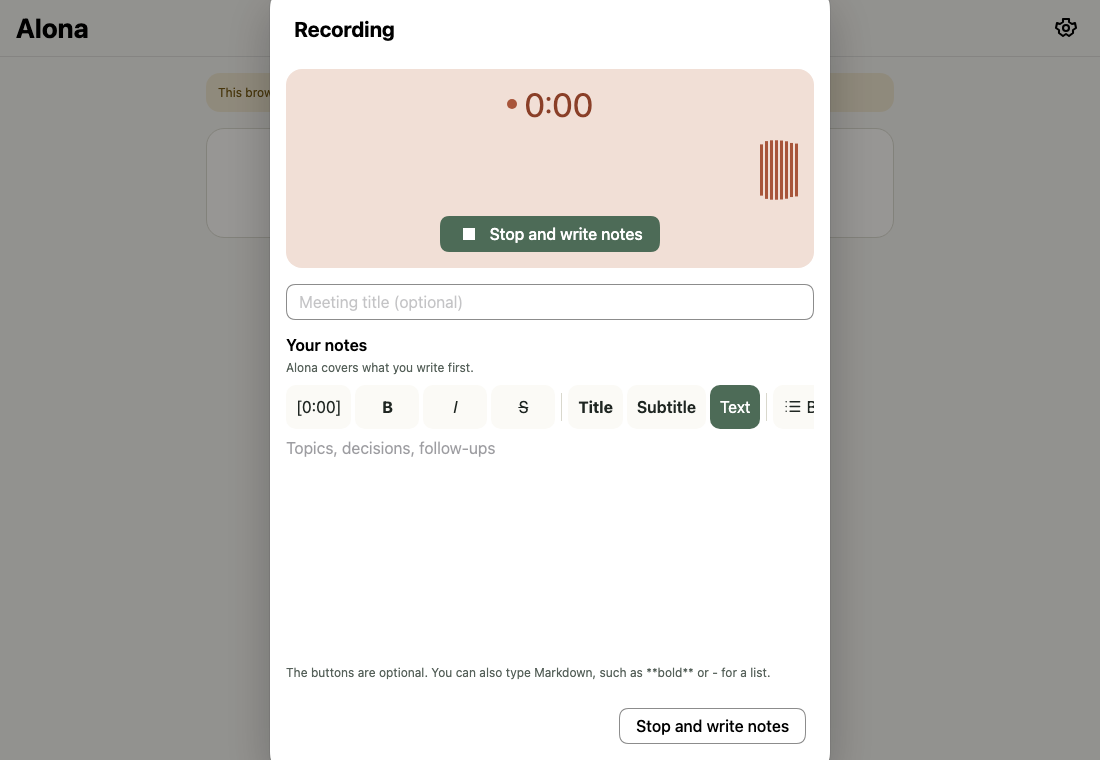 Alona
Recording
This brow
0:00
Stop and write notes
Meeting title (optional)
Your notes
Alona covers what you write first.
[0:00] B I S Title Subtitle Text B
Topics, decisions, follow-ups
The buttons are optional. You can also type Markdown, such as **bold** or - for a list.
Stop and write notes